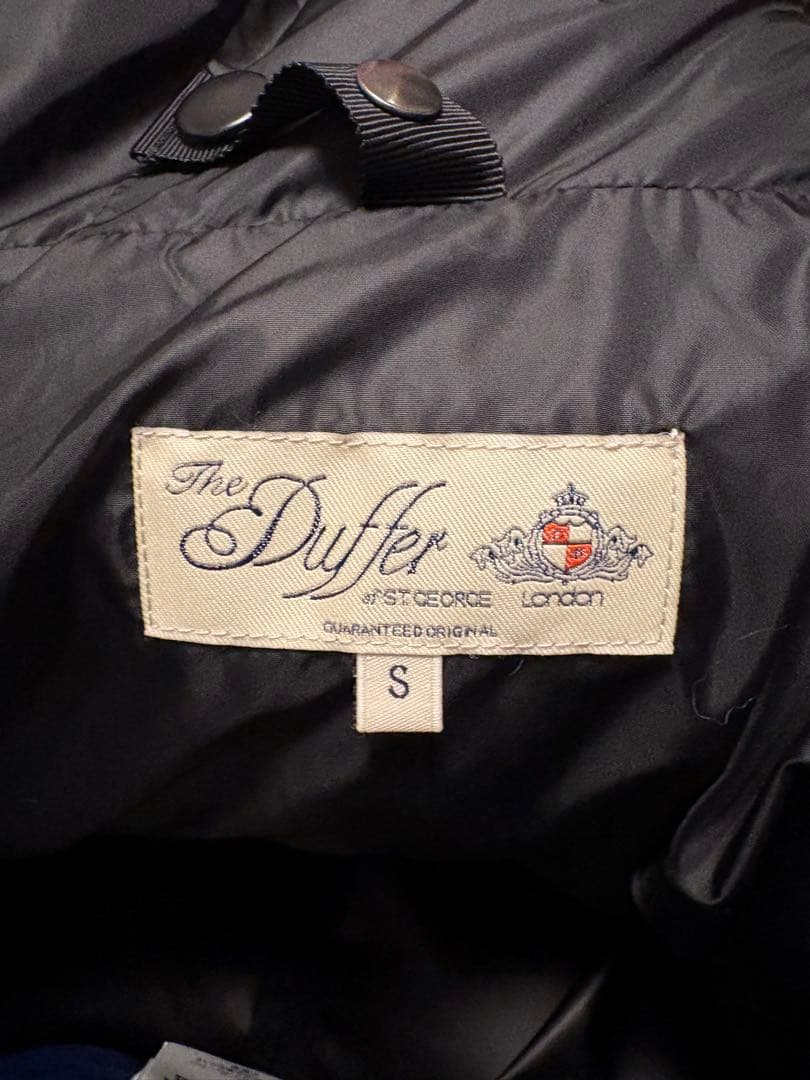 The
Duffer
of ST. GEORGE London
GUARANTEED ORIGINAL
S